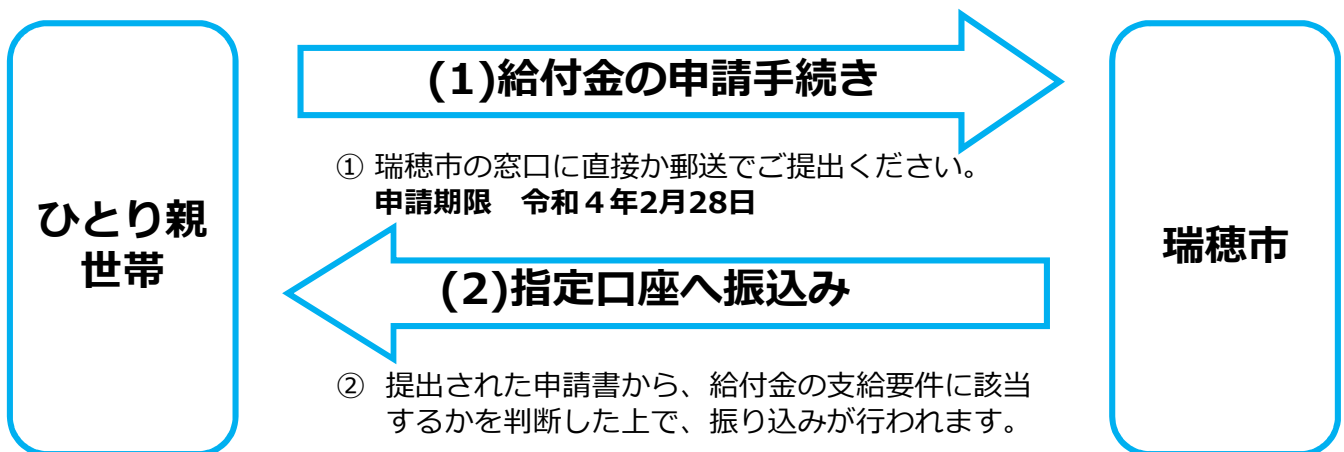 ひとり親
世帯
(1)給付金の申請手続き
① 瑞穂市の窓口に直接か郵送でご提出ください。
申請期限　令和４年2月28日
(2)指定口座へ振込み
② 提出された申請書から、給付金の支給要件に該当
するかを判断した上で、振り込みが行われます。
瑞穂市